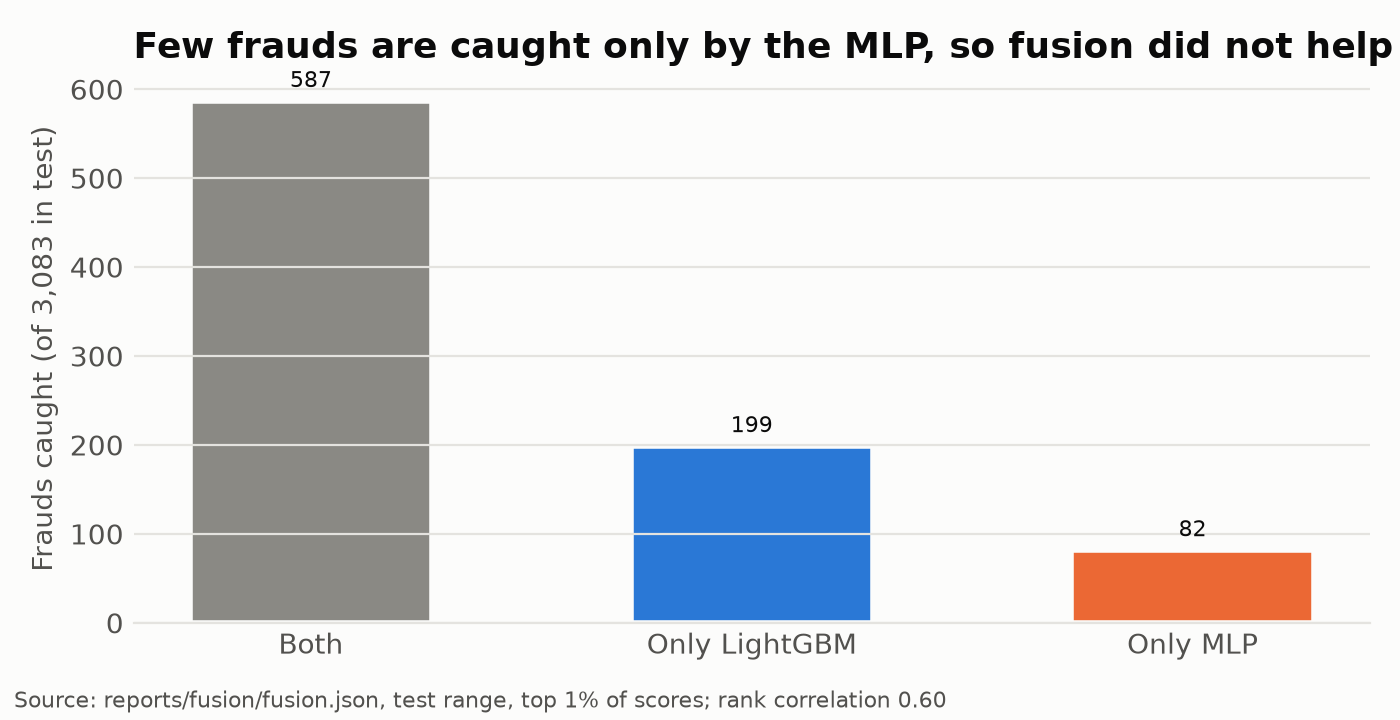 Few frauds are caught only by the MLP, so fusion did not help
587
600
500
400
300
200
100
0
Frauds caught (of 3,083 in test)
199
82
Both
Only LightGBM
Only MLP
Source: reports/fusion/fusion.json, test range, top 1% of scores; rank correlation 0.60